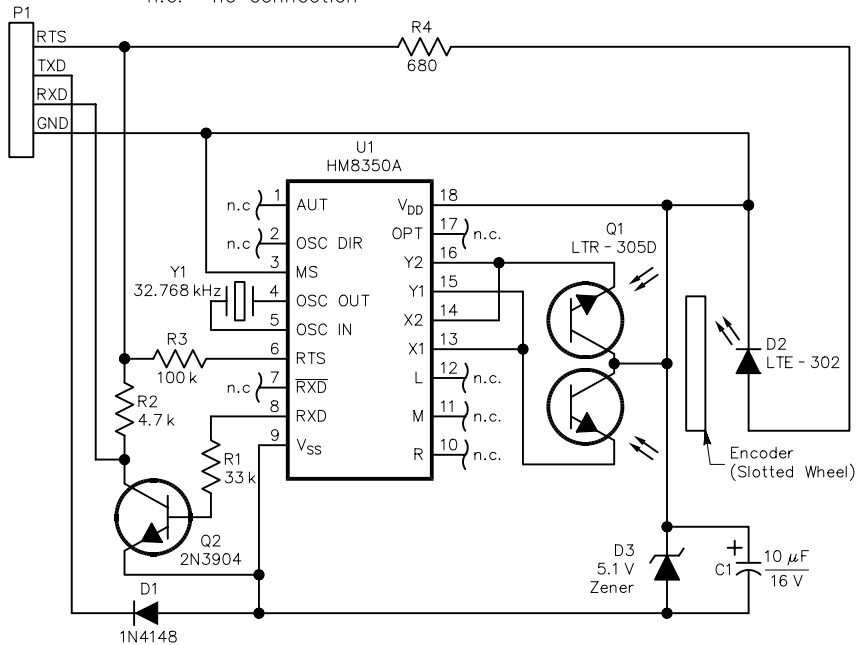 n.c. - no connection
P1
RTS
TXD
RXD
GND
R4
680
U1
HM8350A
n.c
1
AUT
n.c
2
OSC DIR
3
MS
Y1
32.768 kHz
4
OSC OUT
5
OSC IN
R3
100 k
6
RTS
n.c
7
RXD
8
RXD
9
VSS
R2
4.7 k
R1
33 k
Q2
2N3904
D1
1N4148
VDD
18
OPT
17
n.c.
Y2
16
Y1
15
X2
14
X1
13
L
12
n.c.
M
11
n.c.
R
10
n.c.
Q1
LTR - 305D
D2
LTE - 302
Encoder
(Slotted Wheel)
D3
5.1 V
Zener
+
C1
10 μF
16 V